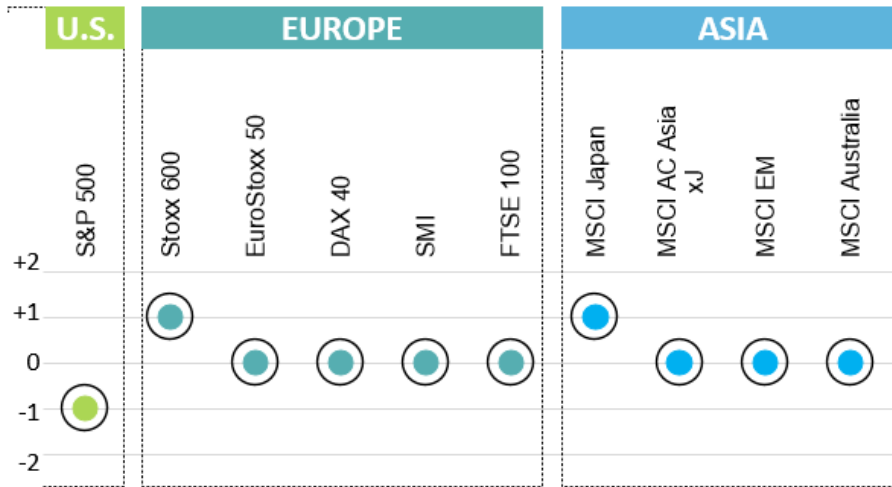 U.S.
EUROPE
ASIA
S&P 500
Stoxx 600
EuroStoxx 50
DAX 40
SMI
FTSE 100
MSCI Japan
MSCI AC Asia
xJ
MSCI EM
MSCI Australia
+2
+1
0
-1
-2